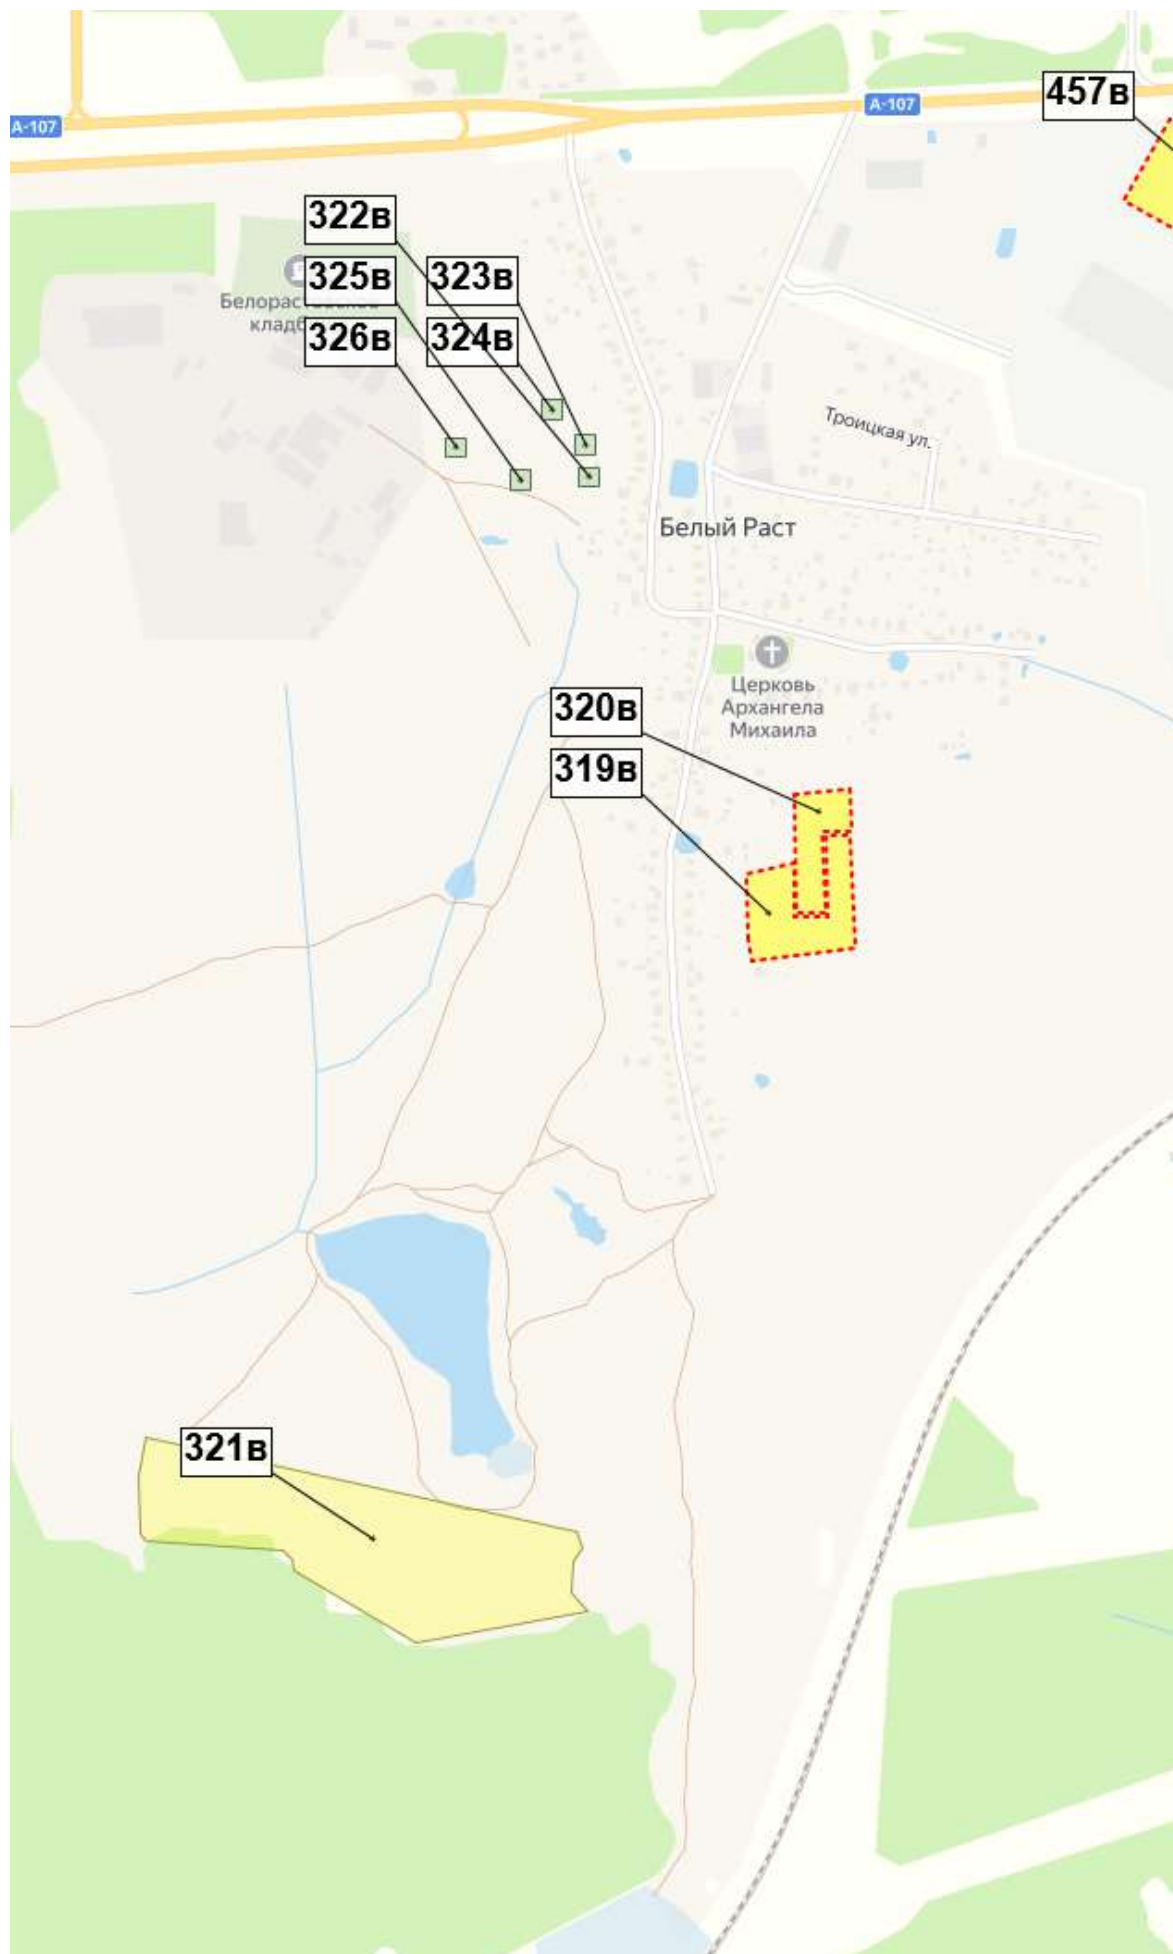 457в
А-107
А-107
322в
325в
323в
326в
324в
Троицкая ул.
Белый Раст
Церковь
Архангела
Михаила
320в
319в
321в